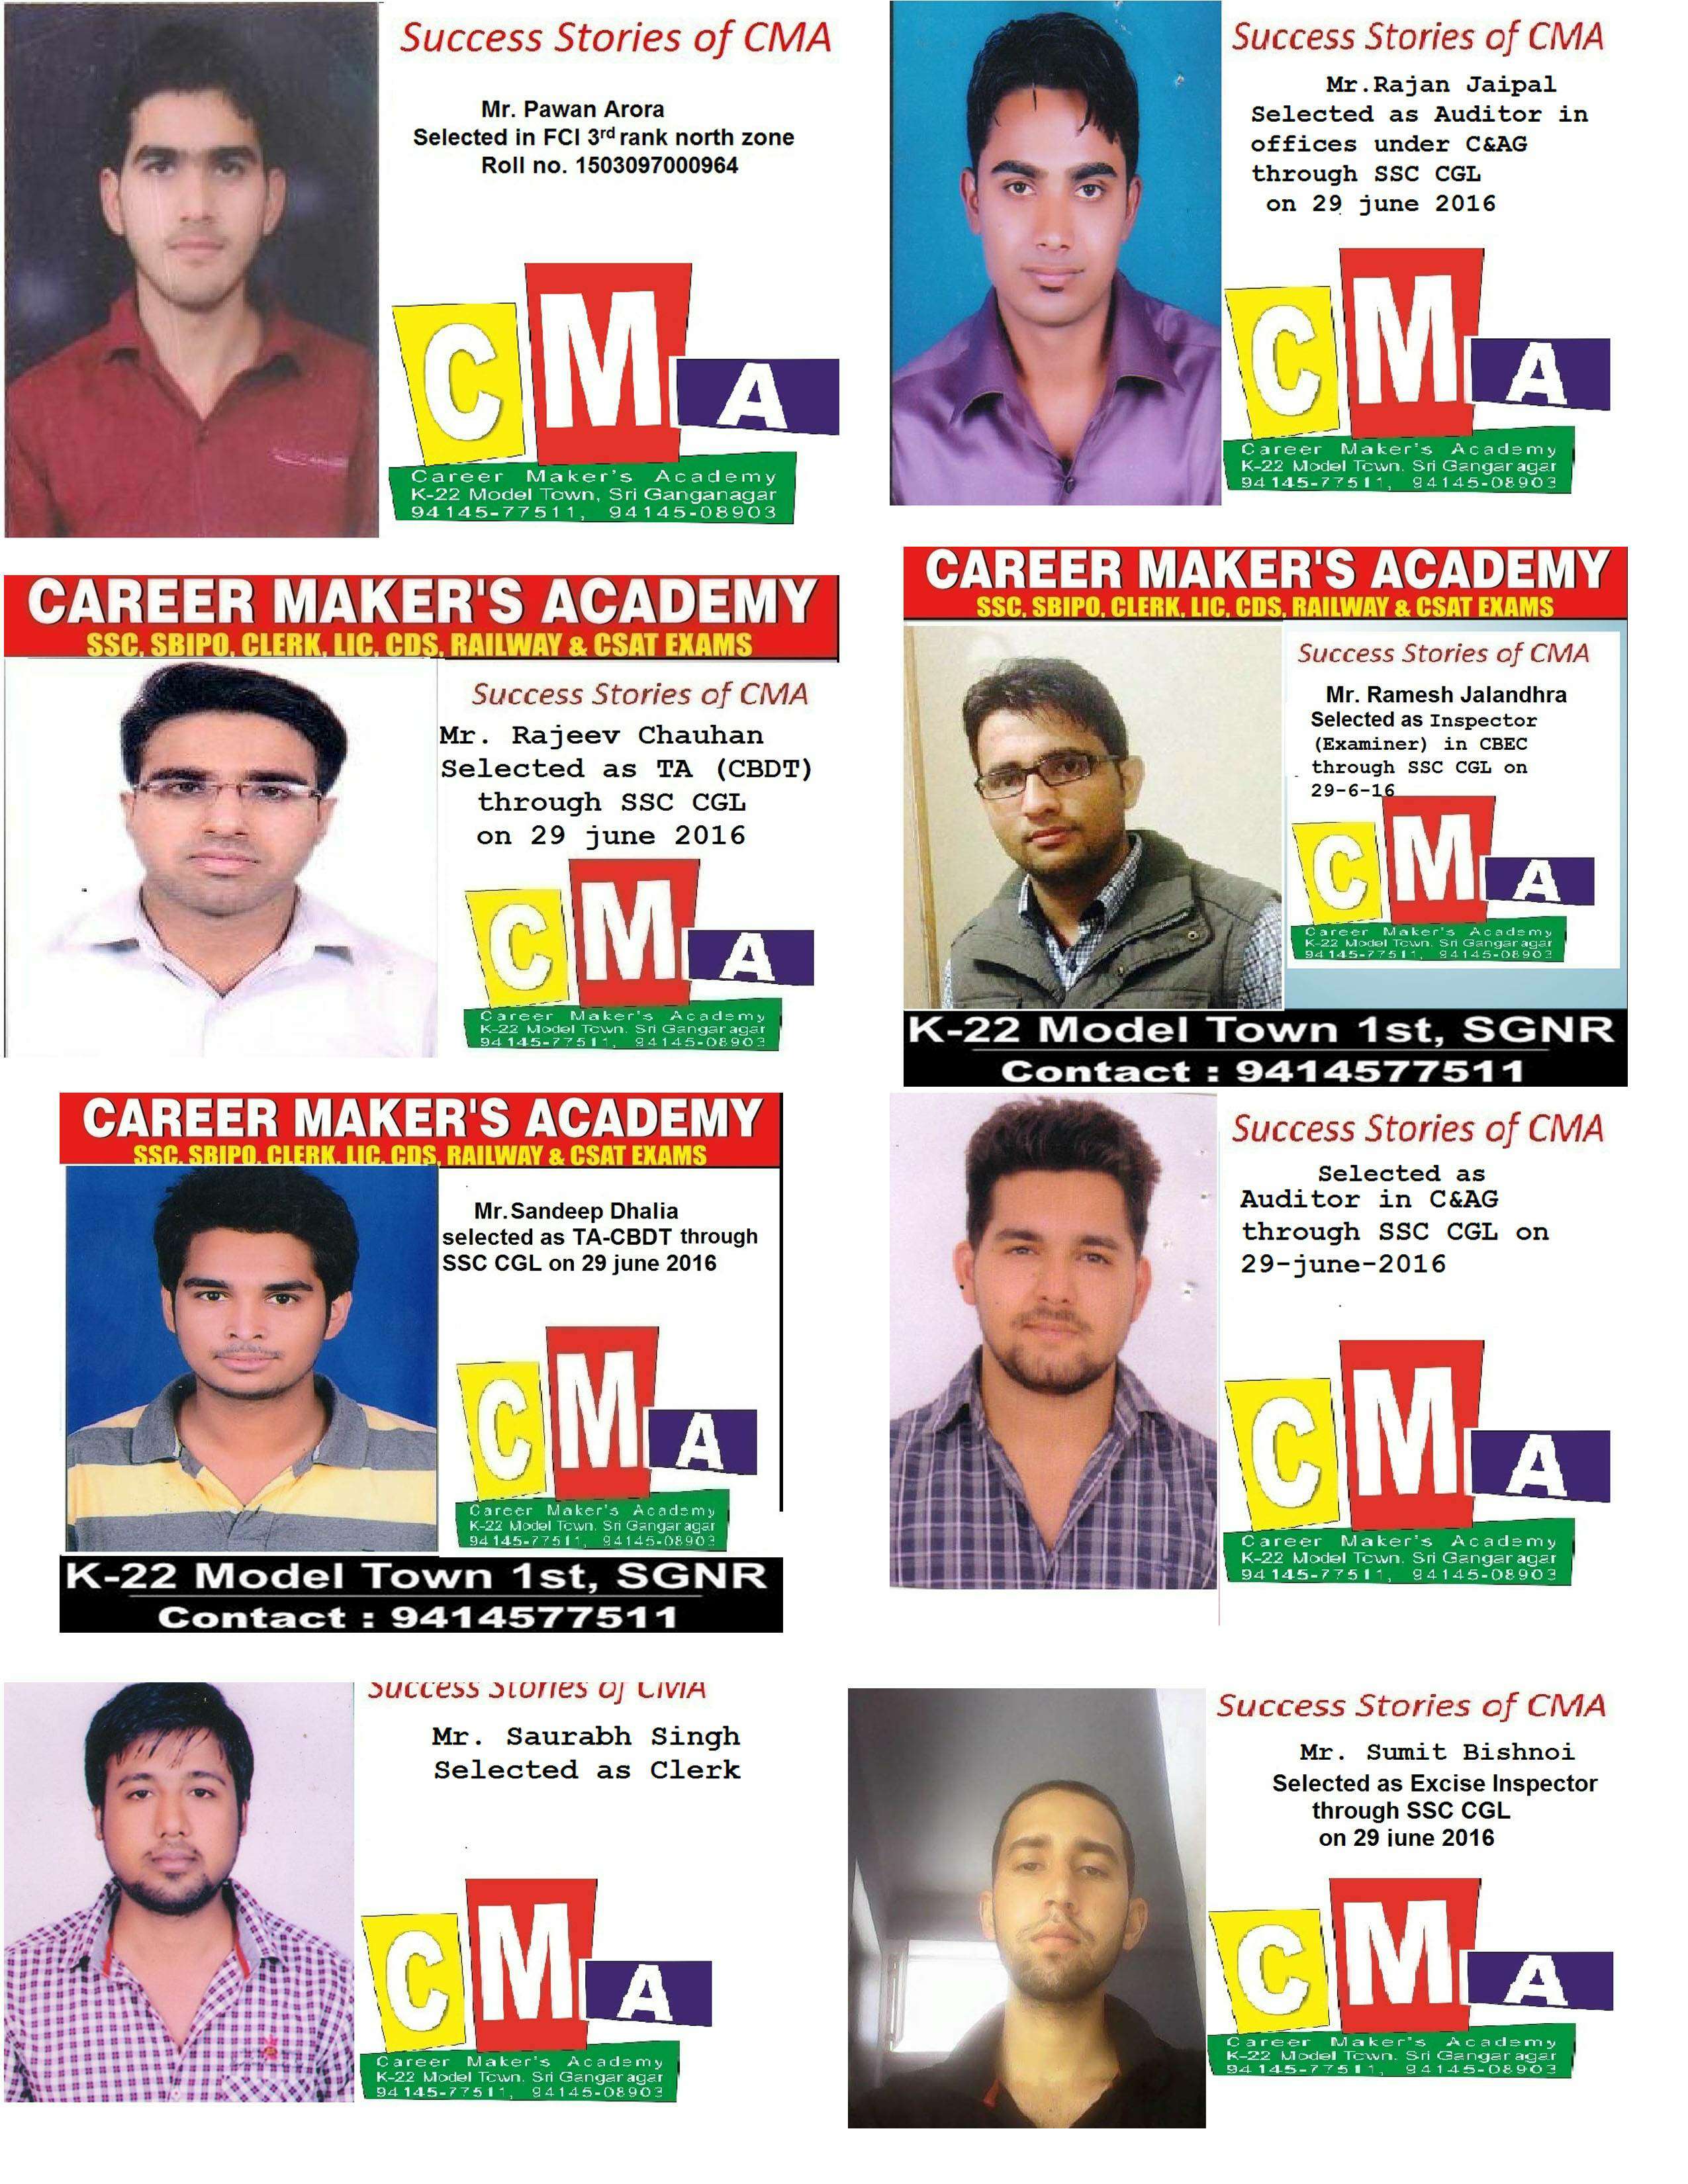 Success Stories of CMA
Mr. Pawan Arora
Selected in FCI 3rd rank north zone
Roll no. 1503097000964
CMA
Career Maker's Academy
K-22 Model Town, Sri Ganganagar
94145-77511, 94145-08903
Success Stories of CMA
Mr.Rajan Jaipal
Selected as Auditor in
offices under C&AG
through SSC CGL
on 29 june 2016
CMA
Career Maker's Academy
K-22 Model Town. Sri Gangaragar
94145-77511, 94145-08903
CAREER MAKER'S ACADEMY
SSC, SBIPO, CLERK, LIC, CDS, RAILWAY & CSAT EXAMS
Success Stories of CMA
Mr. Rajeev Chauhan
Selected as TA (CBDT)
through SSC CGL
on 29 june 2016
CMA
Career Maker's Academy
K-22 Model Town. Sri Gangaragar
94145-77511, 94145-08903
CAREER MAKER'S ACADEMY
SSC, SBIPO, CLERK, LIC, CDS, RAILWAY & CSAT EXAMS
Success Stories of CMA
Mr. Ramesh Jalandhra
Selected as Inspector
(Examiner) in CBEC
through SSC CGL on
29-6-16
CMA
Career Maker's Academy
K-22 Model Town. Sri Gangaragar
94145-77511, 94145-08903
K-22 Model Town 1st, SGNR
Contact : 9414577511
CAREER MAKER'S ACADEMY
SSC, SBIPO, CLERK, LIC, CDS, RAILWAY & CSAT EXAMS
Mr.Sandeep Dhalia
selected as TA-CBDT through
SSC CGL on 29 june 2016
CMA
Career Maker's Academy
K-22 Model Town. Sri Gangaragar
94145-77511, 94145-08903
K-22 Model Town 1st, SGNR
Contact : 9414577511
Success Stories of CMA
Selected as
Auditor in C&AG
through SSC CGL on
29-june-2016
CMA
Career Maker's Academy
K-22 Model Town. Sri Gangaragar
94145-77511, 94145-08903
Success Stories of CMA
Mr. Saurabh Singh
Selected as Clerk
CMA
Career Maker's Academy
K-22 Model Town. Sri Gangaragar
94145-77511, 94145-08903
Success Stories of CMA
Mr. Sumit Bishnoi
Selected as Excise Inspector
through SSC CGL
on 29 june 2016
CMA
Career Maker's Academy
K-22 Model Town. Sri Gangaragar
94145-77511, 94145-08903